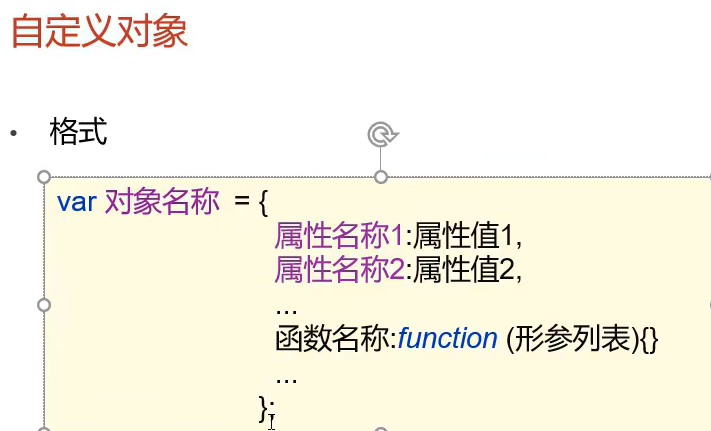 自定义对象
• 格式
var 对象名称 = {
属性名称1:属性值1,
属性名称2:属性值2,
...
函数名称:function (形参列表){}
...
};